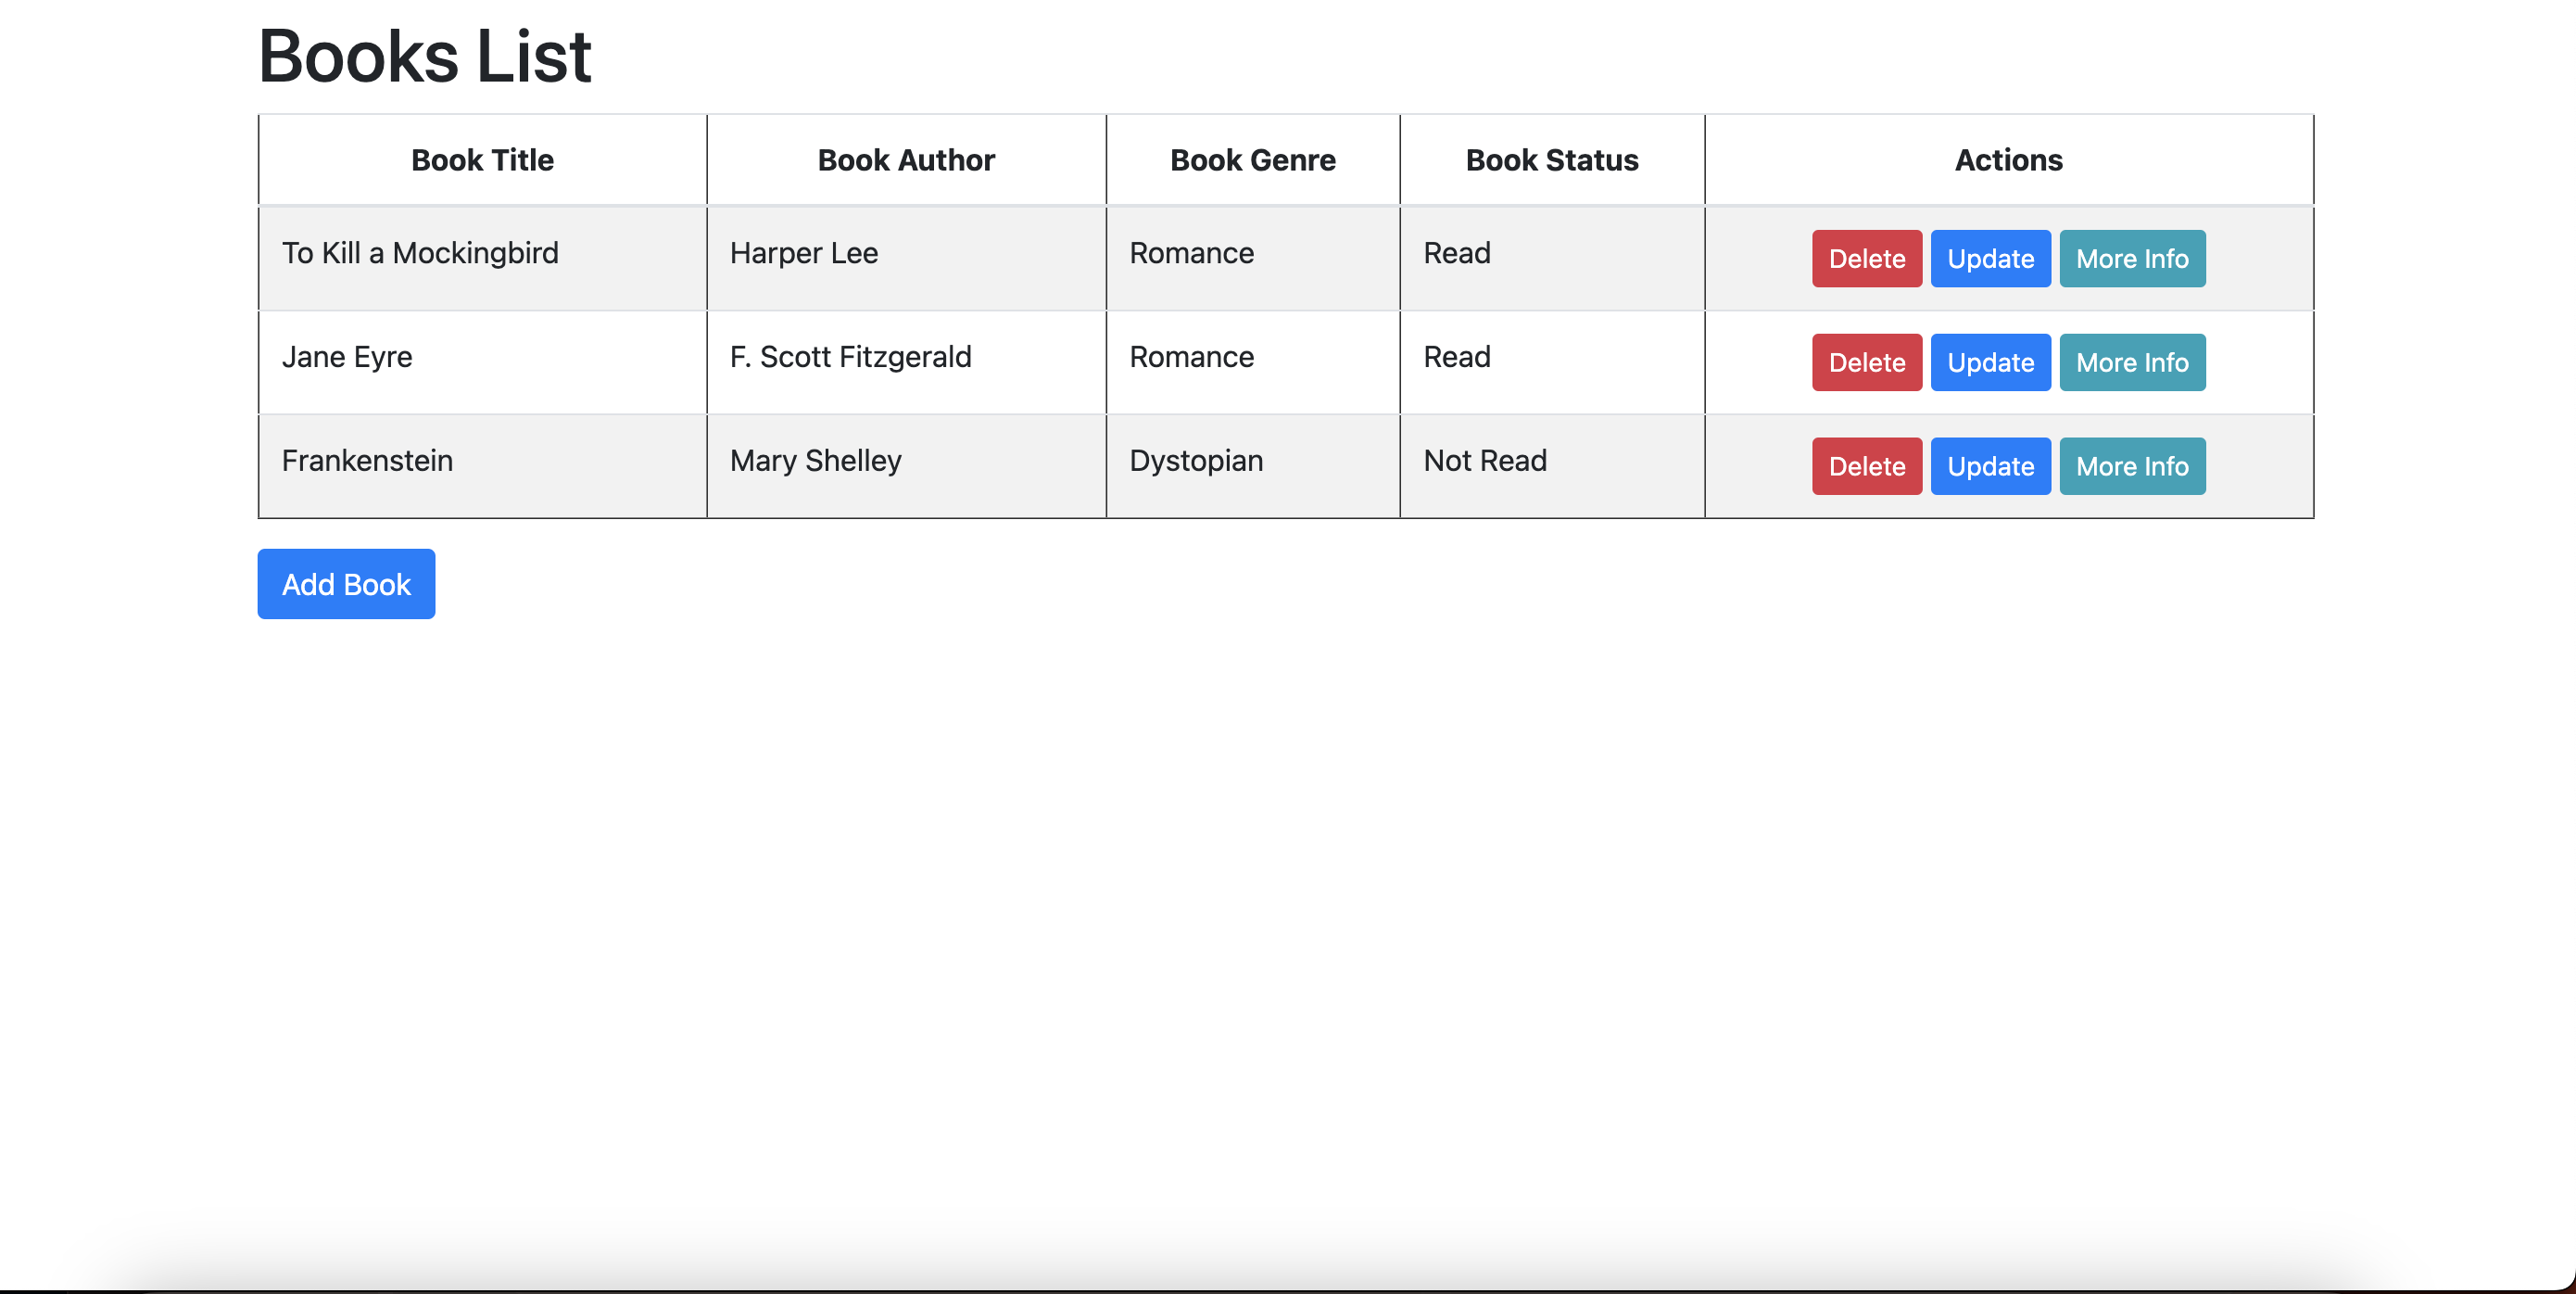 Books List
Book Title Book Author Book Genre Book Status Actions
To Kill a Mockingbird Harper Lee Romance Read Delete Update More Info
Jane Eyre F. Scott Fitzgerald Romance Read Delete Update More Info
Frankenstein Mary Shelley Dystopian Not Read Delete Update More Info
Add Book